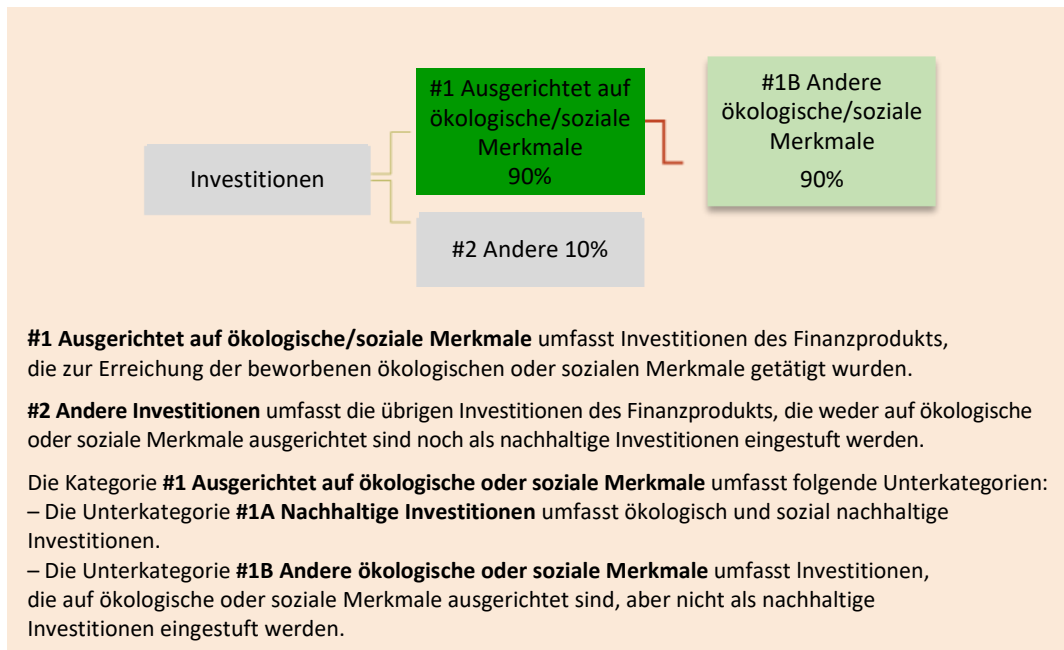 #1 Ausgerichtet auf
ökologische/soziale
Merkmale
90%
#1B Andere
ökologische/soziale
Merkmale
90%
Investitionen
#2 Andere 10%
#1 Ausgerichtet auf ökologische/soziale Merkmale umfasst Investitionen des Finanzprodukts,
die zur Erreichung der beworbenen ökologischen oder sozialen Merkmale getätigt wurden.
#2 Andere Investitionen umfasst die übrigen Investitionen des Finanzprodukts, die weder auf ökologische
oder soziale Merkmale ausgerichtet sind noch als nachhaltige Investitionen eingestuft werden.
Die Kategorie #1 Ausgerichtet auf ökologische oder soziale Merkmale umfasst folgende Unterkategorien:
– Die Unterkategorie #1A Nachhaltige Investitionen umfasst ökologisch und sozial nachhaltige
Investitionen.
– Die Unterkategorie #1B Andere ökologische oder soziale Merkmale umfasst Investitionen,
die auf ökologische oder soziale Merkmale ausgerichtet sind, aber nicht als nachhaltige
Investitionen eingestuft werden.